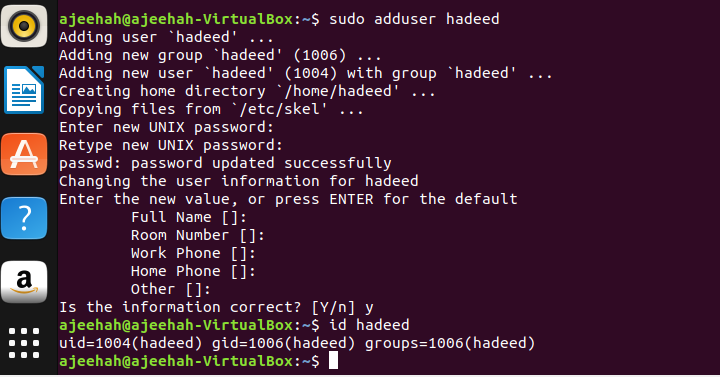 ajeehah@ajeehah-VirtualBox:~$ sudo adduser hadeed
Adding user `hadeed' ...
Adding new group `hadeed' (1006) ...
Adding new user `hadeed' (1004) with group `hadeed' ...
Creating home directory `/home/hadeed' ...
Copying files from `/etc/skel' ...
Enter new UNIX password:
Retype new UNIX password:
passwd: password updated successfully
Changing the user information for hadeed
Enter the new value, or press ENTER for the default
        Full Name []:
        Room Number []:
        Work Phone []:
        Home Phone []:
        Other []:
Is the information correct? [Y/n] y
ajeehah@ajeehah-VirtualBox:~$ id hadeed
uid=1004(hadeed) gid=1006(hadeed) groups=1006(hadeed)
ajeehah@ajeehah-VirtualBox:~$